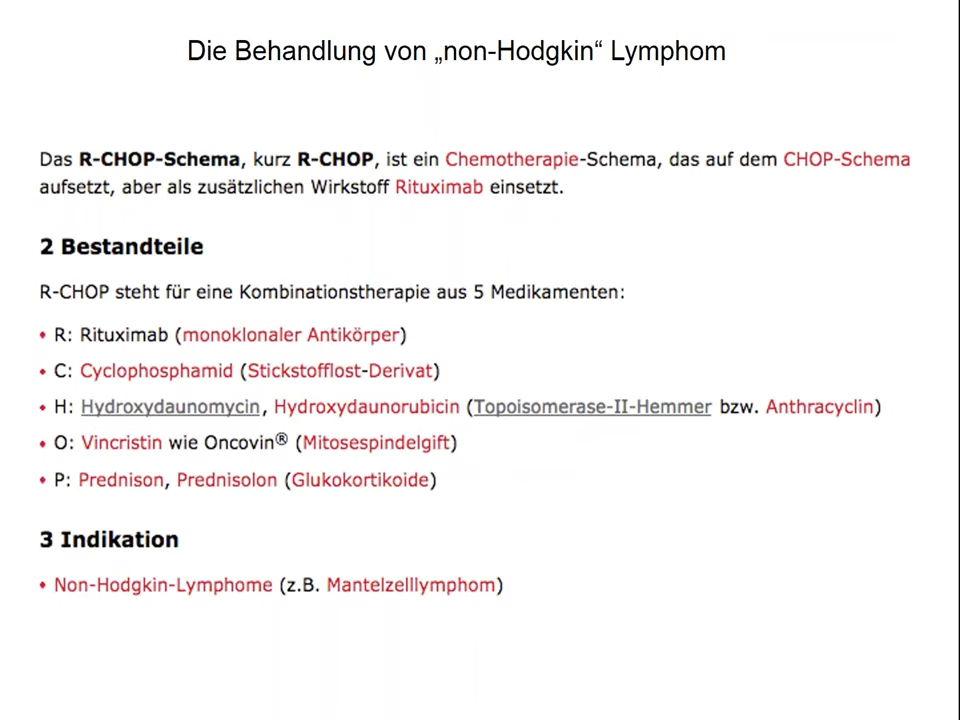 Die Behandlung von „non-Hodgkin“ Lymphom
Das R-CHOP-Schema, kurz R-CHOP, ist ein Chemotherapie-Schema, das auf dem CHOP-Schema
aufsetzt, aber als zusätzlichen Wirkstoff Rituximab einsetzt.
2 Bestandteile
R-CHOP steht für eine Kombinationstherapie aus 5 Medikamenten:
• R: Rituximab (monoklonaler Antikörper)
• C: Cyclophosphamid (Stickstofflost-Derivat)
• H: Hydroxydaunomycin, Hydroxydaunorubicin (Topoisomerase-II-Hemmer bzw. Anthracyclin)
• O: Vincristin wie Oncovin® (Mitosespindelgift)
• P: Prednison, Prednisolon (Glukokortikoide)
3 Indikation
• Non-Hodgkin-Lymphome (z.B. Mantelzelllymphom)